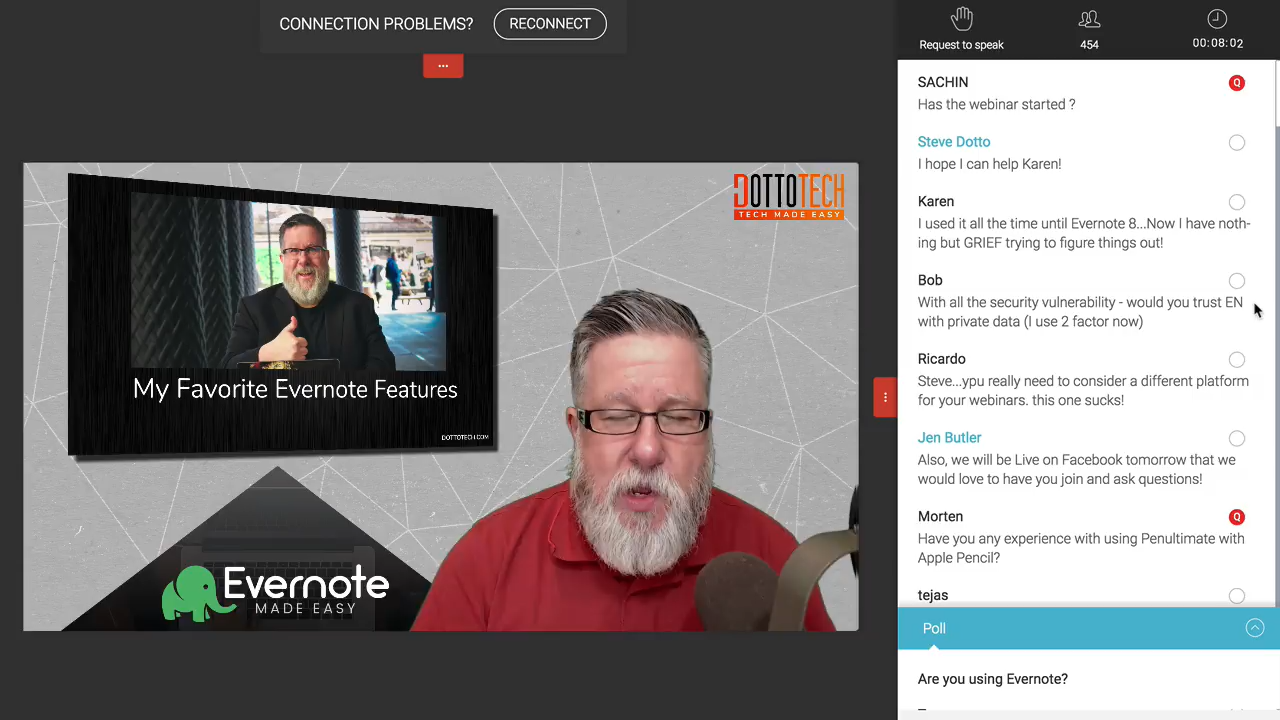 CONNECTION PROBLEMS?
RECONNECT
...
DOTTOTECH
TECH MADE EASY
My Favorite Evernote Features
DOTTOTECH.COM
EVERNOTE
MADE EASY
Request to speak
454
00:08:02
SACHIN
Q
Has the webinar started ?
Steve Dotto
I hope I can help Karen!
Karen
I used it all the time until Evernote 8...Now I have noth-
ing but GRIEF trying to figure things out!
Bob
With all the security vulnerability - would you trust EN
with private data (I use 2 factor now)
Ricardo
Steve...ypu really need to consider a different platform
for your webinars. this one sucks!
Jen Butler
Also, we will be Live on Facebook tomorrow that we
would love to have you join and ask questions!
Morten
Q
Have you any experience with using Penultimate with
Apple Pencil?
tejas
Poll
Are you using Evernote?